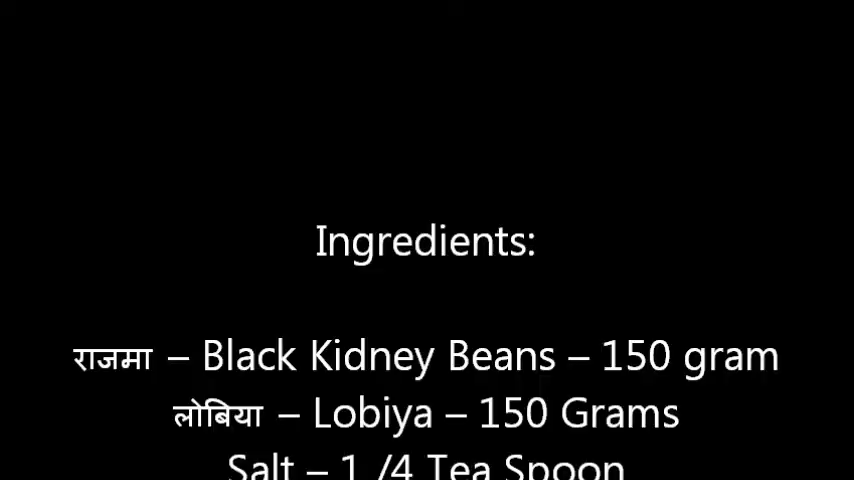 Ingredients:
राजमा – Black Kidney Beans – 150 gram
लोबिया – Lobiya – 150 Grams
Salt – 1 /4 Tea Spoon